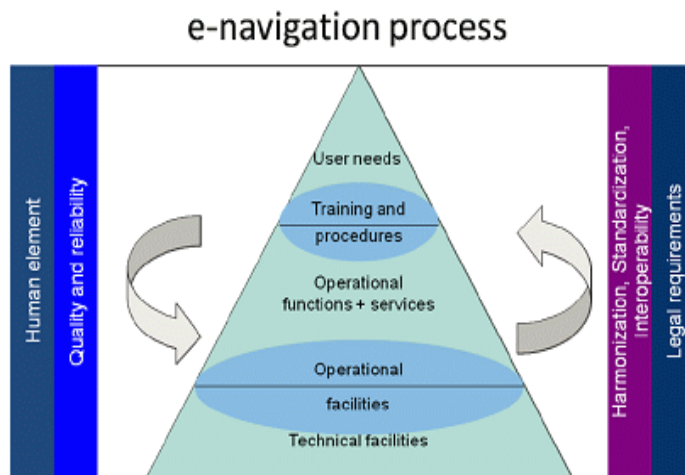 e-navigation process
Human element
Quality and reliability
User needs
Training and
procedures
Operational
functions + services
Operational
facilities
Technical facilities
Harmonization, Standardization,
Interoperability
Legal requirements